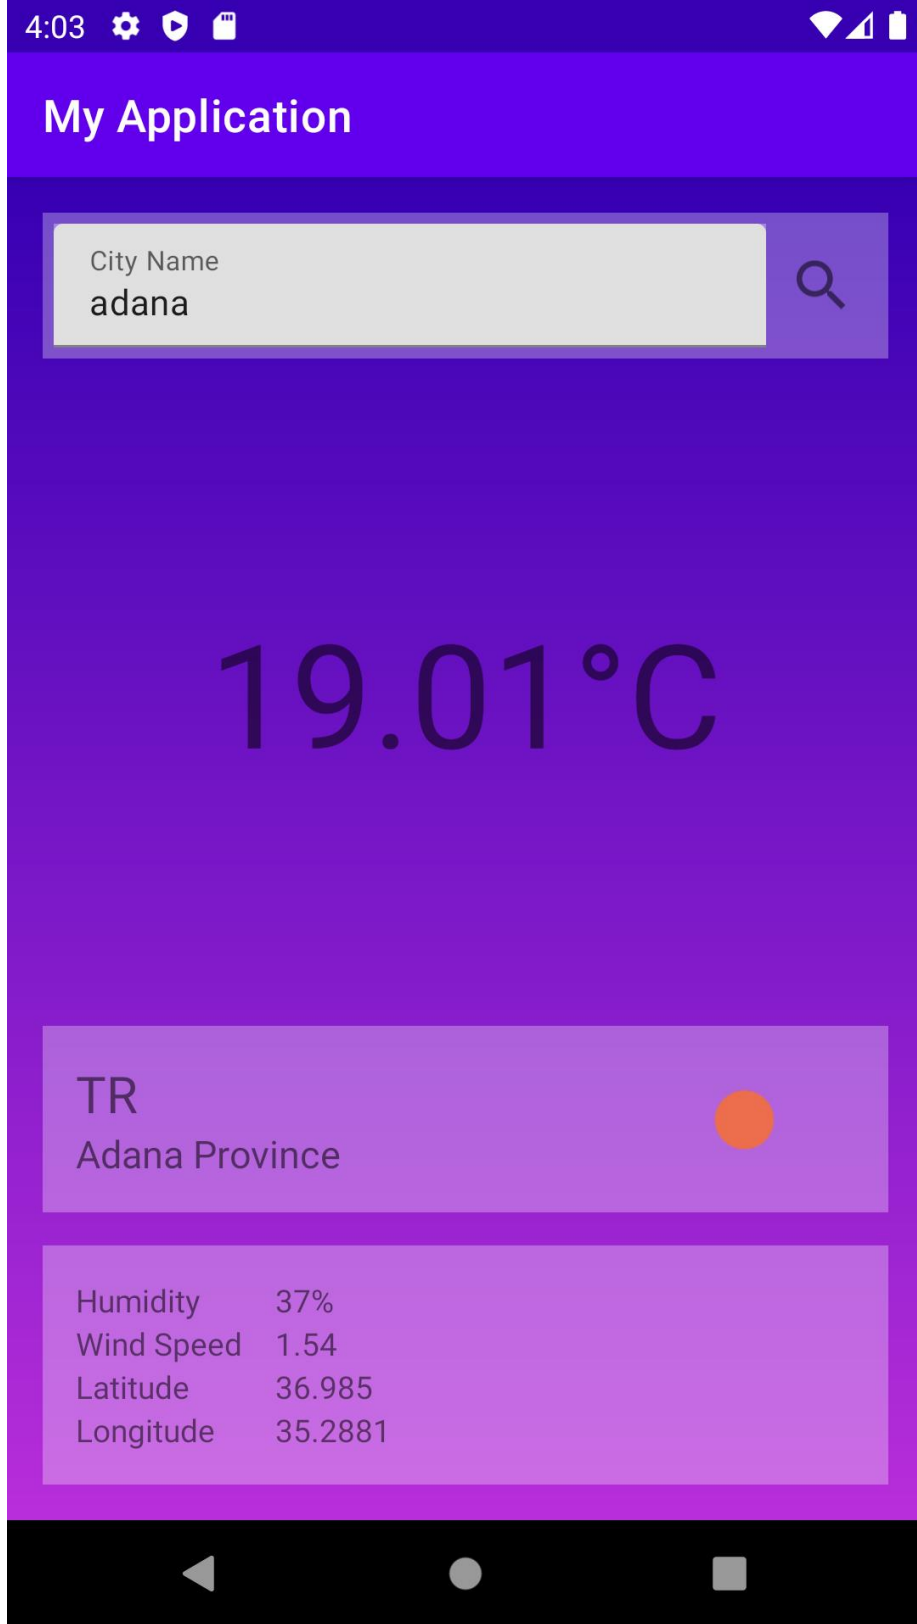 4:03
My Application
City Name
adana
19.01°C
TR
Adana Province
Humidity 37%
Wind Speed 1.54
Latitude 36.985
Longitude 35.2881